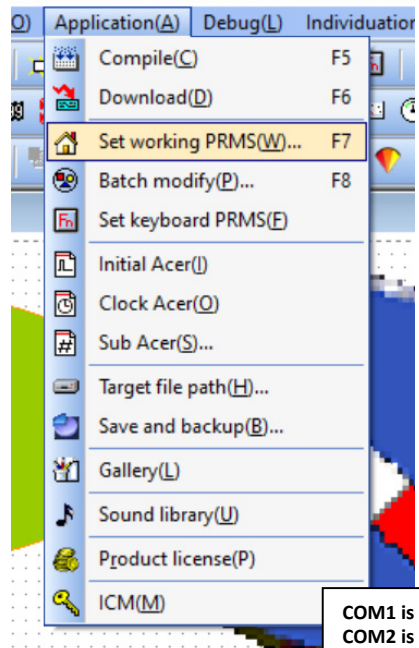 Application(A) Debug(L) Individuation
Compile(C) F5
Download(D) F6
Set working PRMS(W)... F7
Batch modify(P)... F8
Set keyboard PRMS(F)
Initial Acer(I)
Clock Acer(O)
Sub Acer(S)...
Target file path(H)...
Save and backup(B)...
Gallery(L)
Sound library(U)
Product license(P)
ICM(M)
COM1 is
COM2 is